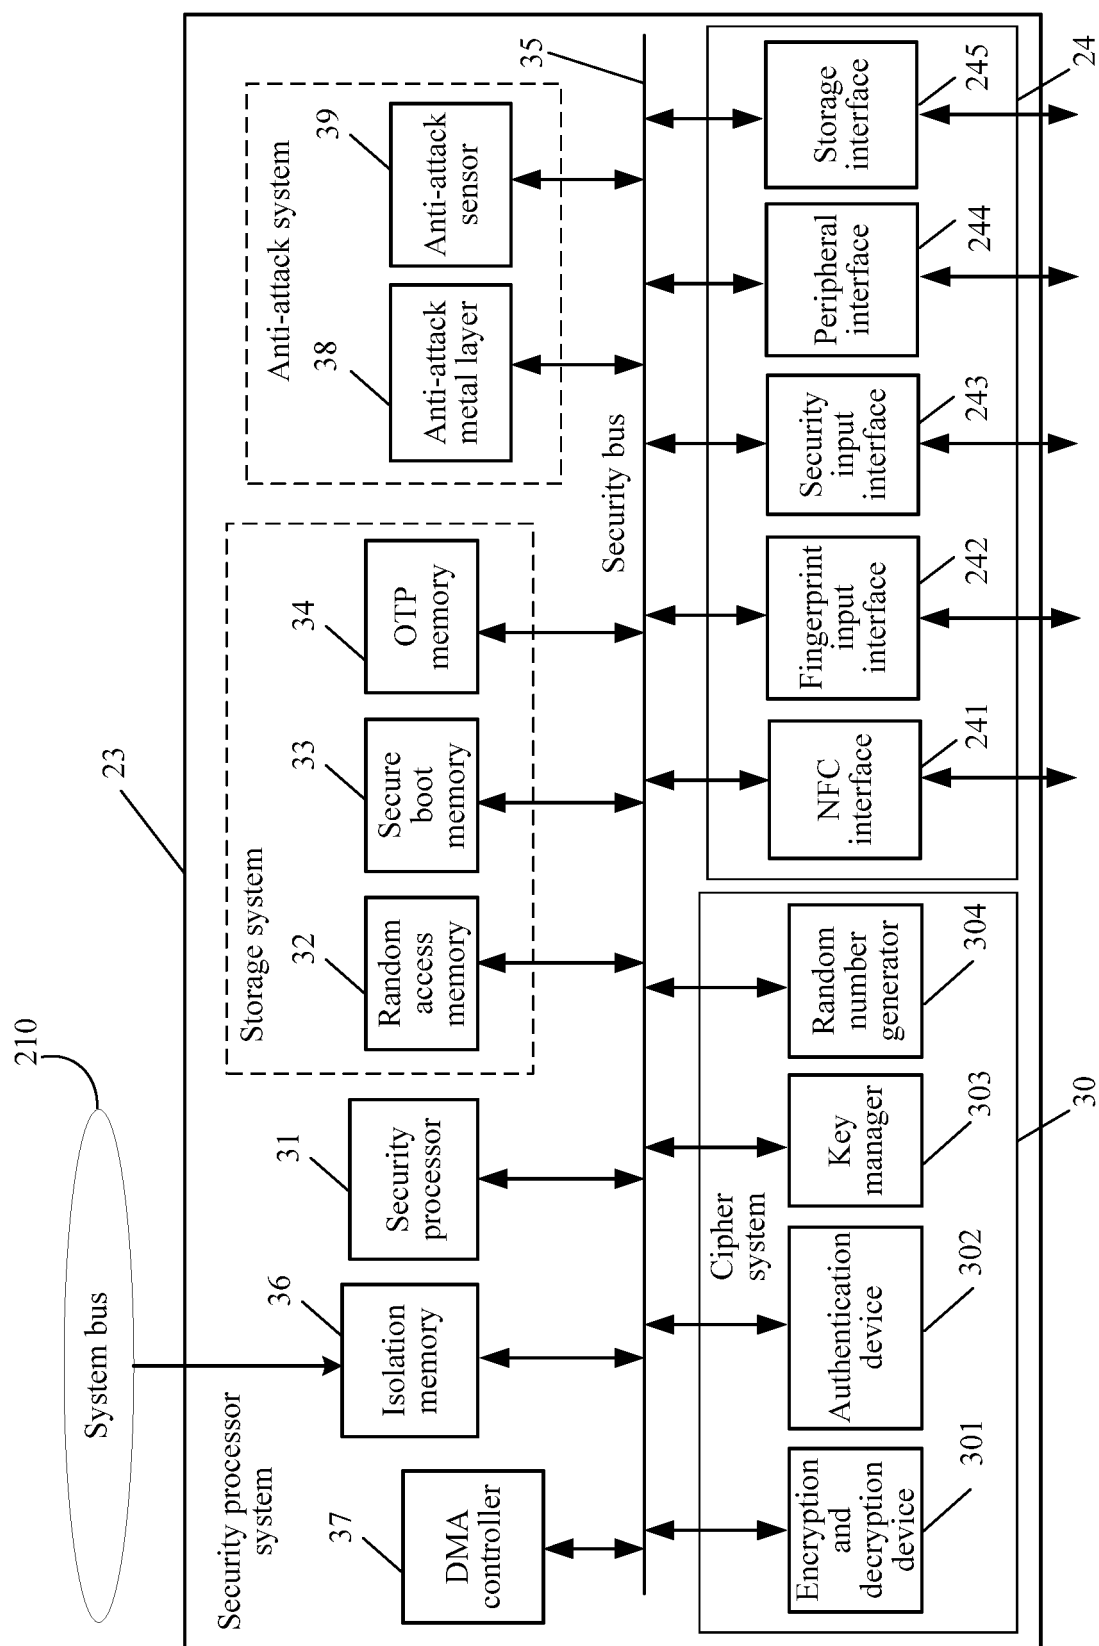 210
System bus
23
Security processor
system
37
DMA
controller
36
Isolation
memory
31
Security
processor
Storage system
32
Random
access
memory
33
Secure
boot
memory
34
OTP
memory
Anti-attack system
38
Anti-attack
metal layer
39
Anti-attack
sensor
Security bus
35
Cipher
system
Encryption
and
decryption
device
301
Authentication
device
302
Key
manager
303
Random
number
generator
304
30
NFC
interface
241
Fingerprint
input
interface
242
Security
input
interface
243
Peripheral
interface
244
Storage
interface
245
24